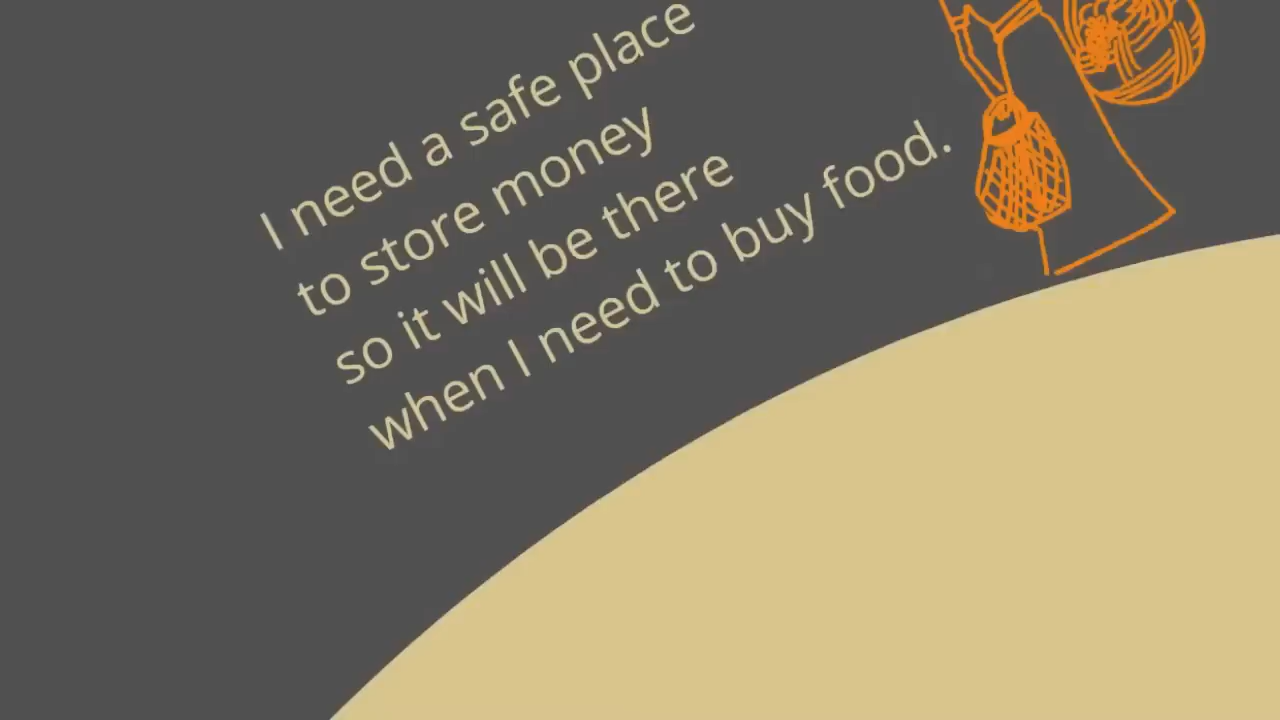 I need a safe place
to store money
so it will be there
when I need to buy food.